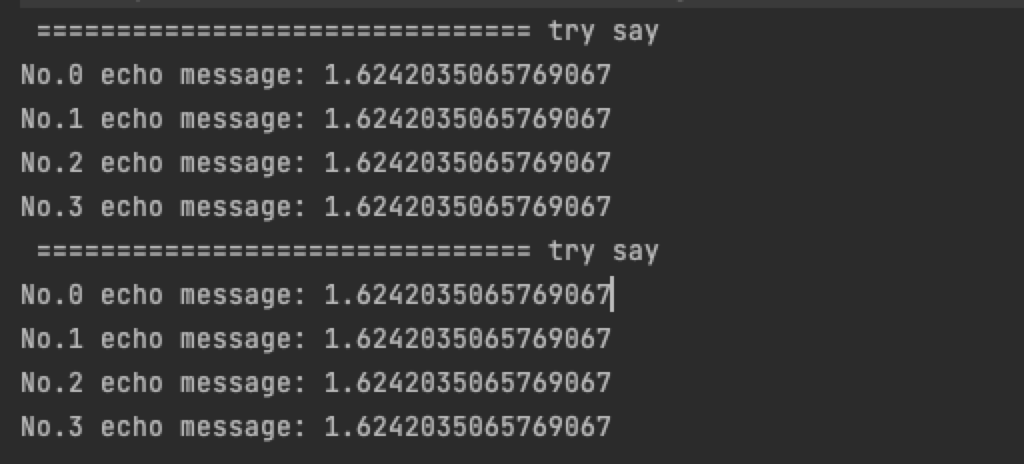 =============================== try say
No.0 echo message: 1.6242035065769067
No.1 echo message: 1.6242035065769067
No.2 echo message: 1.6242035065769067
No.3 echo message: 1.6242035065769067
=============================== try say
No.0 echo message: 1.6242035065769067
No.1 echo message: 1.6242035065769067
No.2 echo message: 1.6242035065769067
No.3 echo message: 1.6242035065769067